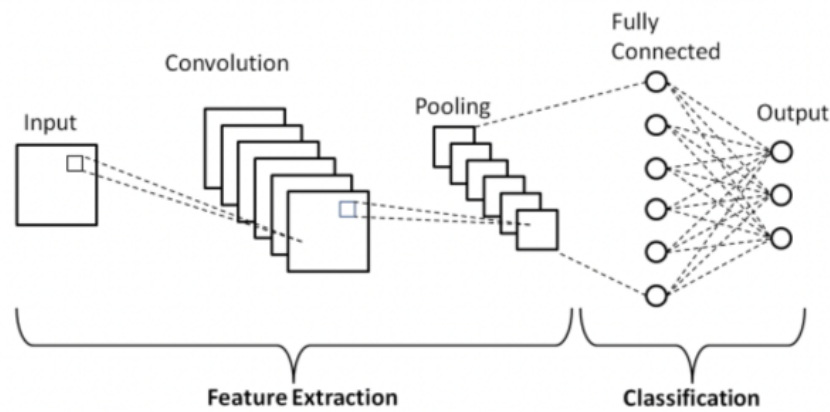 Fully
Connected
Convolution
Pooling
Output
Input
Feature Extraction
Classification